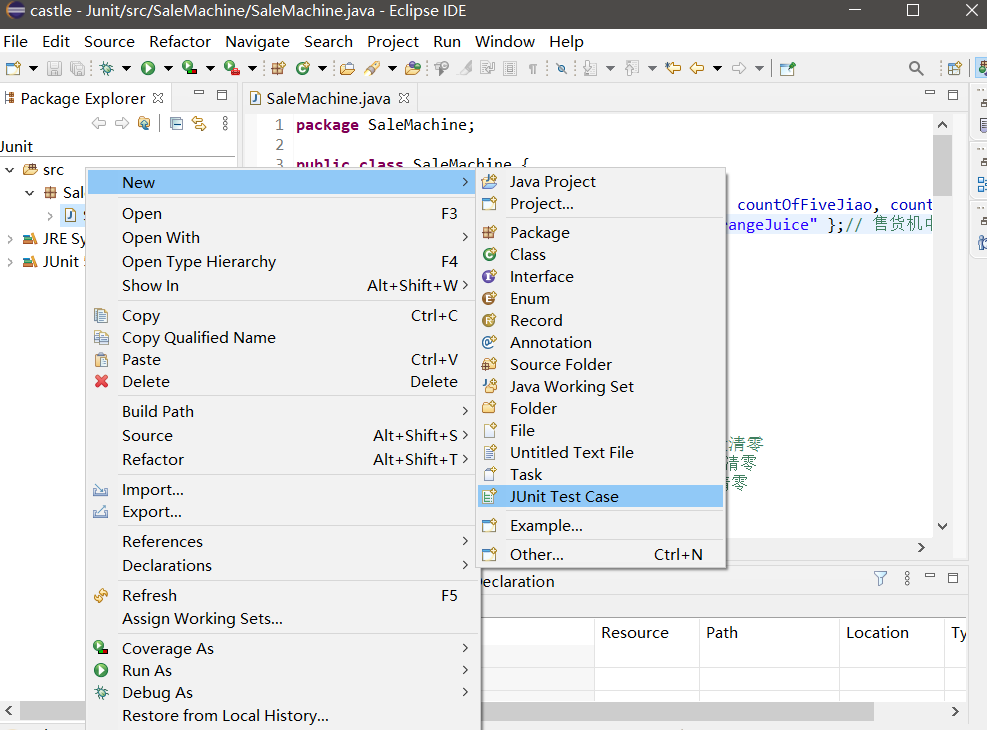 castle - Junit/src/SaleMachine/SaleMachine.java - Eclipse IDE
File Edit Source Refactor Navigate Search Project Run Window Help
Package Explorer
SaleMachine.java
Junit
src
Sal
JRE Sy
JUnit
1 package SaleMachine;
2
3 public class SaleMachine {
countOfFiveJiao, count
angeJuice" };// 售货机中
清零
清零
零
New
Open F3
Open With
Open Type Hierarchy F4
Show In Alt+Shift+W
Copy Ctrl+C
Copy Qualified Name
Paste Ctrl+V
Delete Delete
Build Path
Source Alt+Shift+S
Refactor Alt+Shift+T
Import...
Export...
References
Declarations
Refresh F5
Assign Working Sets...
Coverage As
Run As
Debug As
Restore from Local History...
Java Project
Project...
Package
Class
Interface
Enum
Record
Annotation
Source Folder
Java Working Set
Folder
File
Untitled Text File
Task
JUnit Test Case
Example...
Other... Ctrl+N
Declaration
Resource Path Location Ty